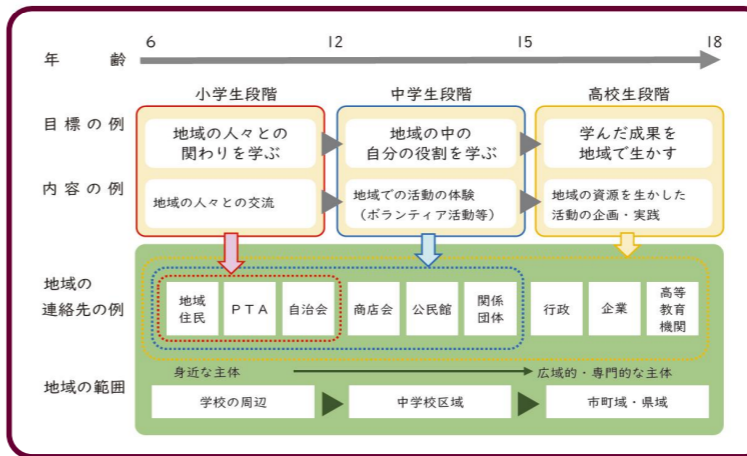 6 12 15 18
年齢
小学生段階 中学生段階 高校生段階
目標の例
地域の人々との
関わりを学ぶ
地域の中の
自分の役割を学ぶ
学んだ成果を
地域で生かす
内容の例
地域の人々との交流
地域での活動の体験
(ボランティア活動等)
地域の資源を生かした
活動の企画・実践
地域の
連絡先の例
地域
住民
PTA
自治会
商店会
公民館
関係
団体
行政
企業
高等
教育
機関
身近な主体 広域的・専門的な主体
地域の範囲
学校の周辺 中学校区域 市町域・県域